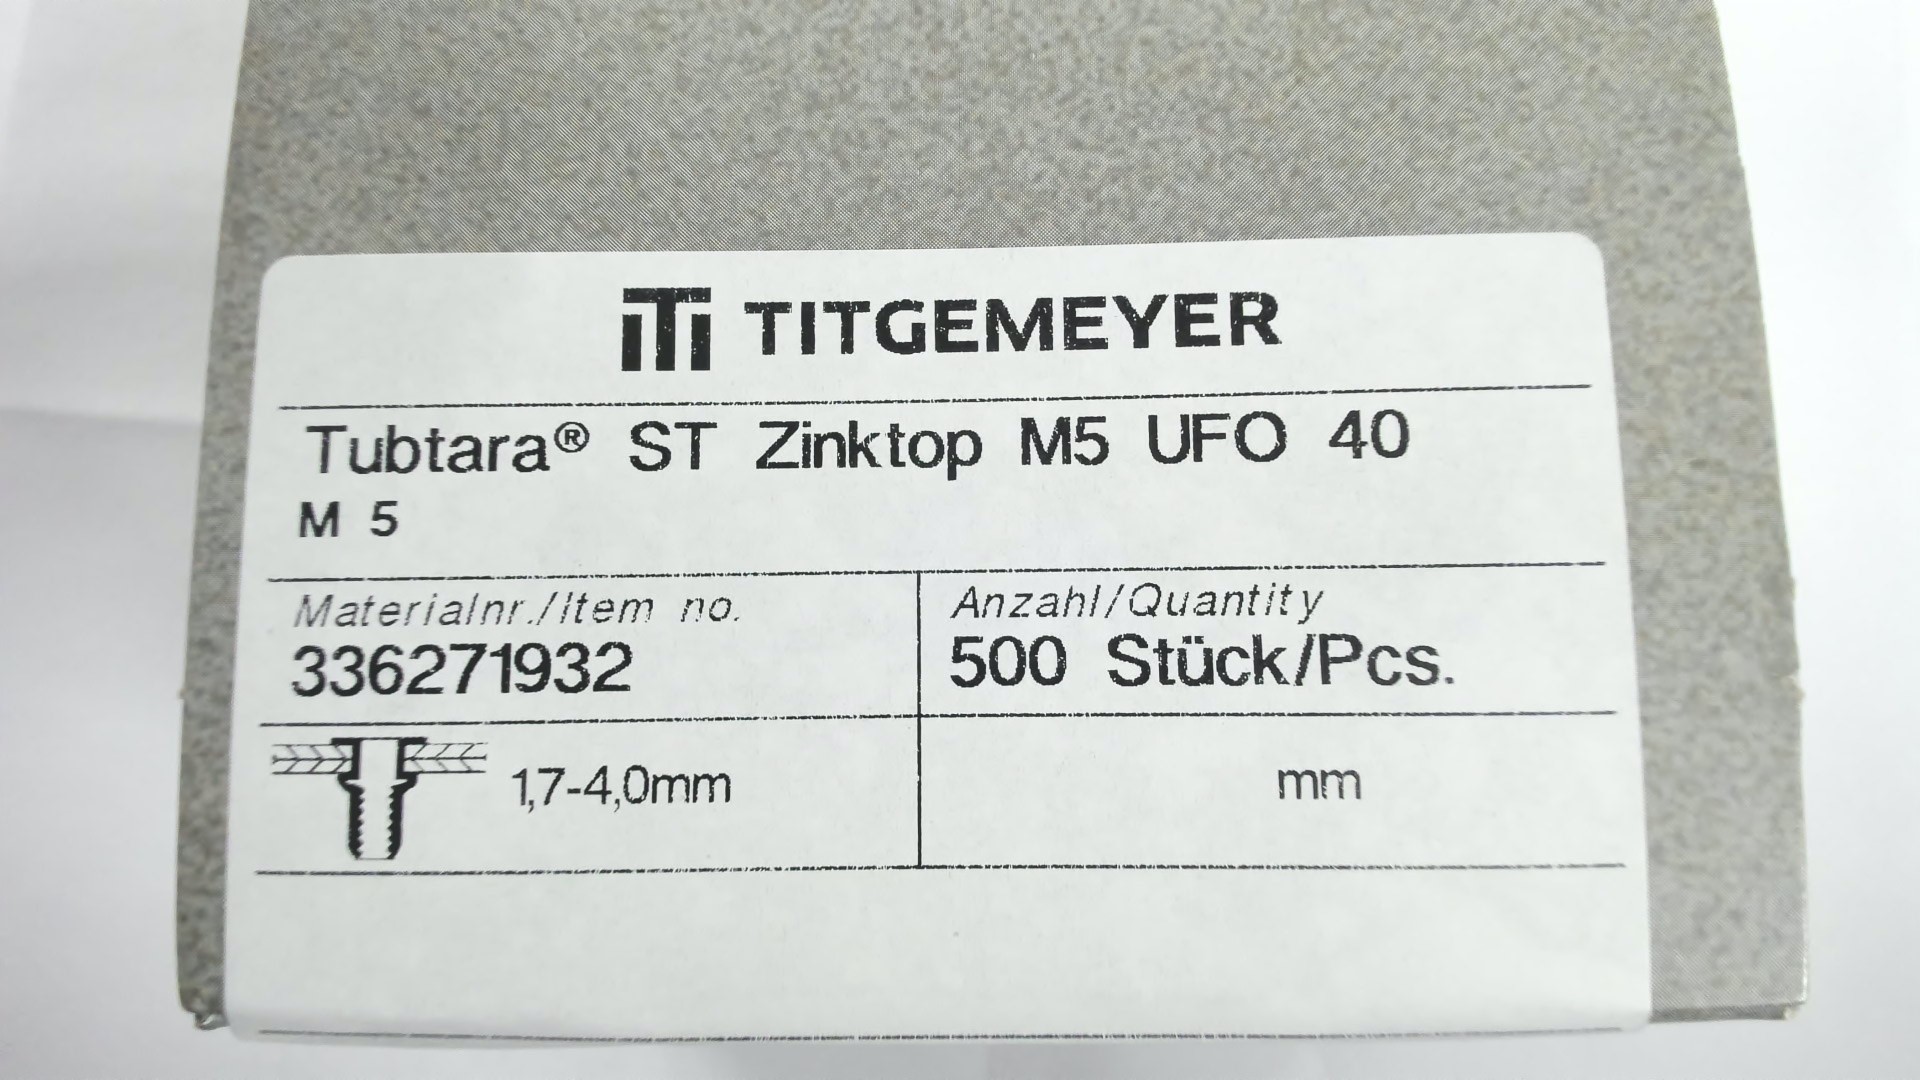 TITGEMEYER
Tubtara® ST Zinktop M5 UFO 40
M 5
Materialnr./Item no.
336271932
Anzahl/Quantity
500 Stück/Pcs.
1,7-4,0mm
mm